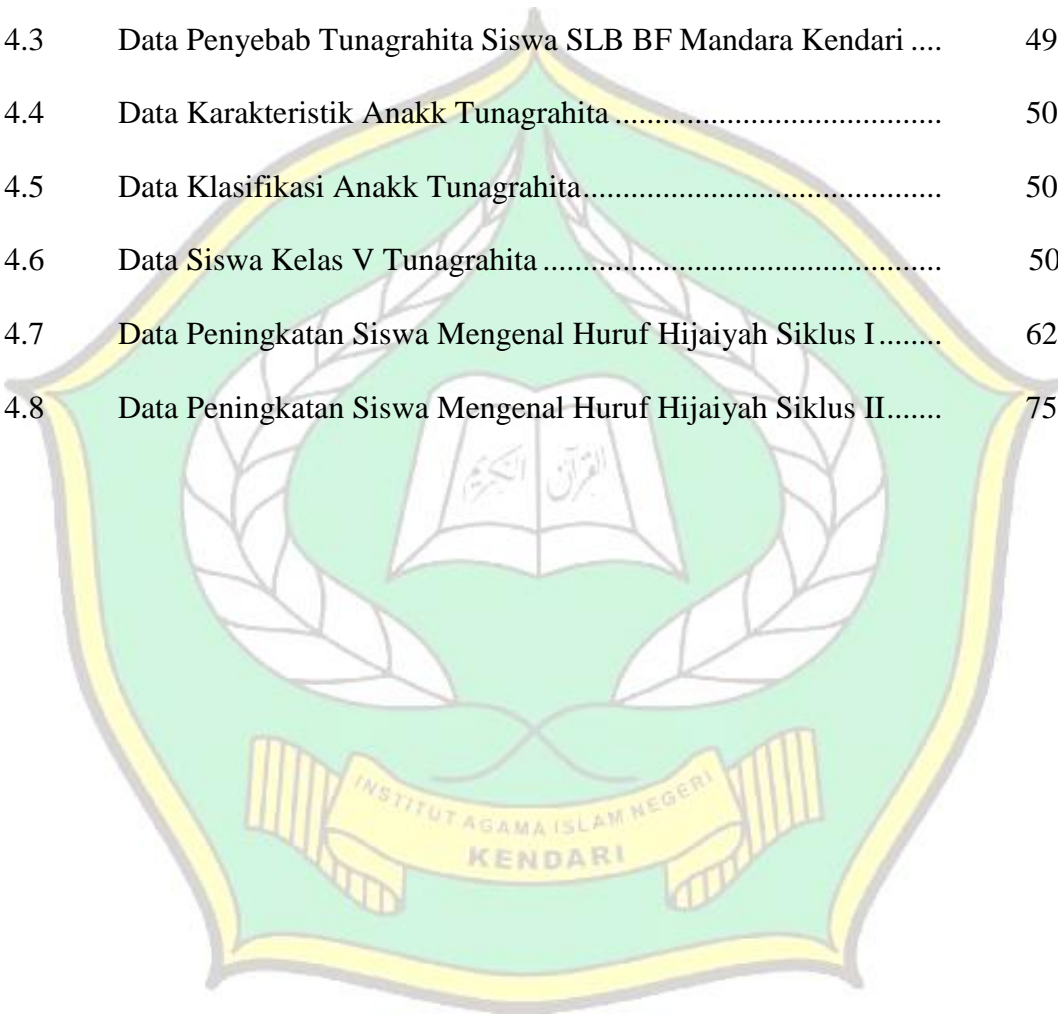 4.3 Data Penyebab Tunagrahita Siswa SLB BF Mandara Kendari .... 49
4.4 Data Karakteristik Anakk Tunagrahita ...................................... 50
4.5 Data Klasifikasi Anakk Tunagrahita.......................................... 50
4.6 Data Siswa Kelas V Tunagrahita .............................................. 50
4.7 Data Peningkatan Siswa Mengenal Huruf Hijaiyah Siklus I ........ 62
4.8 Data Peningkatan Siswa Mengenal Huruf Hijaiyah Siklus II....... 75
القرآن الكريم
INSTITUT AGAMA ISLAM NEGERI
KENDARI